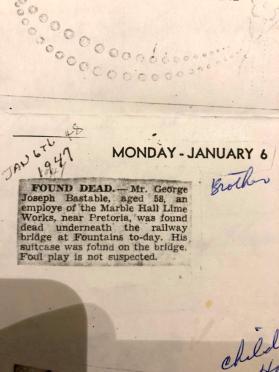 JAN 6th 48
1947
MONDAY - JANUARY 6
Brother
FOUND DEAD. — Mr. George
Joseph Bastable, aged 58, an
employe of the Marble Hall Lime
Works, near Pretoria, was found
dead underneath the railway
bridge at Fountains to-day. His
suitcase was found on the bridge.
Foul play is not suspected.
child